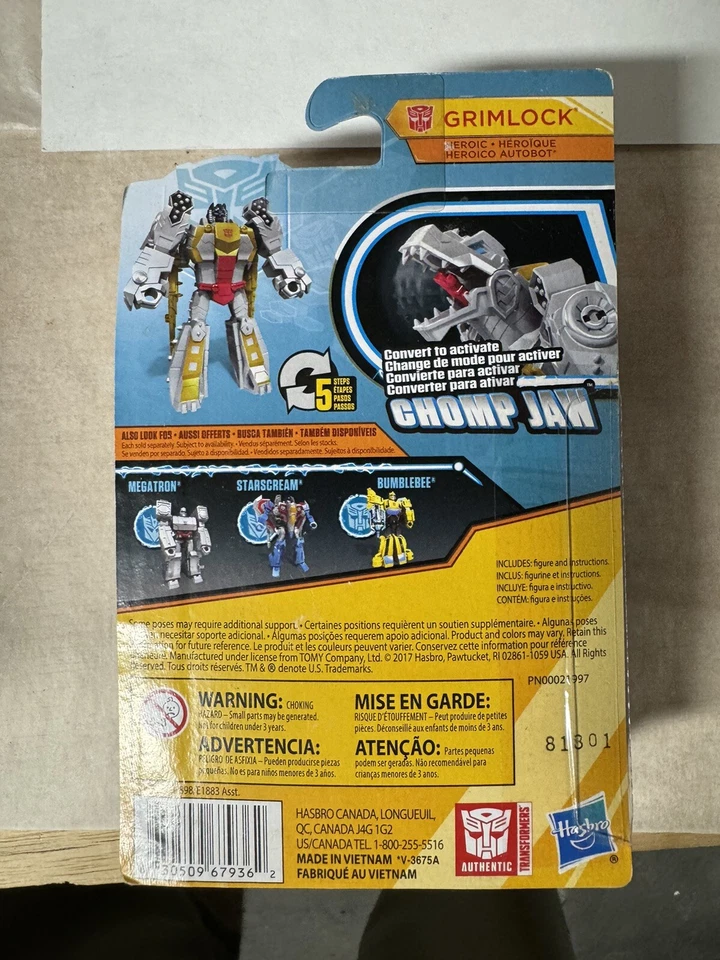 GRIMLOCK®
HEROIC • HÉROÏQUE
HEROICO AUTOBOT®
Convert to activate
Change de mode pour activer
Convierte para activar
Converter para ativar
CHOMP JAW™
5 STEPS
ÉTAPES
PASOS
PASSOS
ALSO LOOK FOR • AUSSI OFFERTS • BUSCA TAMBIÉN • TAMBÉM DISPONÍVEIS
Each sold separately. Subject to availability. • Vendus séparément. Selon les stocks.
Se venden por separado. Sujeto a disponibilidad. • Vendidos separadamente. Sujeitos à disponibilidade.
MEGATRON®
STARSCREAM®
BUMBLEBEE®
INCLUDES: figure and instructions.
INCLUS: figurine et instructions.
INCLUYE: figura e instructivo.
CONTÉM: figura e instruções.
Some poses may require additional support. • Certaines positions requièrent un soutien supplémentaire. • Algunas poses
necesitar soporte adicional. • Algumas posições requerem apoio adicional. Product and colors may vary. Retain this
for future reference. Le produit et les couleurs peuvent varier. Conservez cette information pour référence
Manufactured under license from TOMY Company, Ltd. © 2017 Hasbro, Pawtucket, RI 02861-1059 USA. All Rights
Reserved. Tous droits réservés. TM & ® denote U.S. Trademarks.
PN00021997
WARNING: CHOKING
HAZARD – Small parts may be generated.
Not for children under 3 years.
MISE EN GARDE:
RISQUE D'ÉTOUFFEMENT – Peut produire de petites
pièces. Déconseillé aux enfants de moins de 3 ans.
ADVERTENCIA:
PELIGRO DE ASFIXIA – Pueden producirse piezas
pequeñas. No es para niños menores de 3 años.
ATENÇÃO: Partes pequenas
podem ser geradas. Não recomendável para
crianças menores de 3 anos.
81801
E1883 Asst.
30509 67936 2
HASBRO CANADA, LONGUEUIL,
QC, CANADA J4G 1G2
US/CANADA TEL. 1-800-255-5516
MADE IN VIETNAM *V-3675A
FABRIQUÉ AU VIETNAM
AUTHENTIC
TRANSFORMERS
Hasbro®